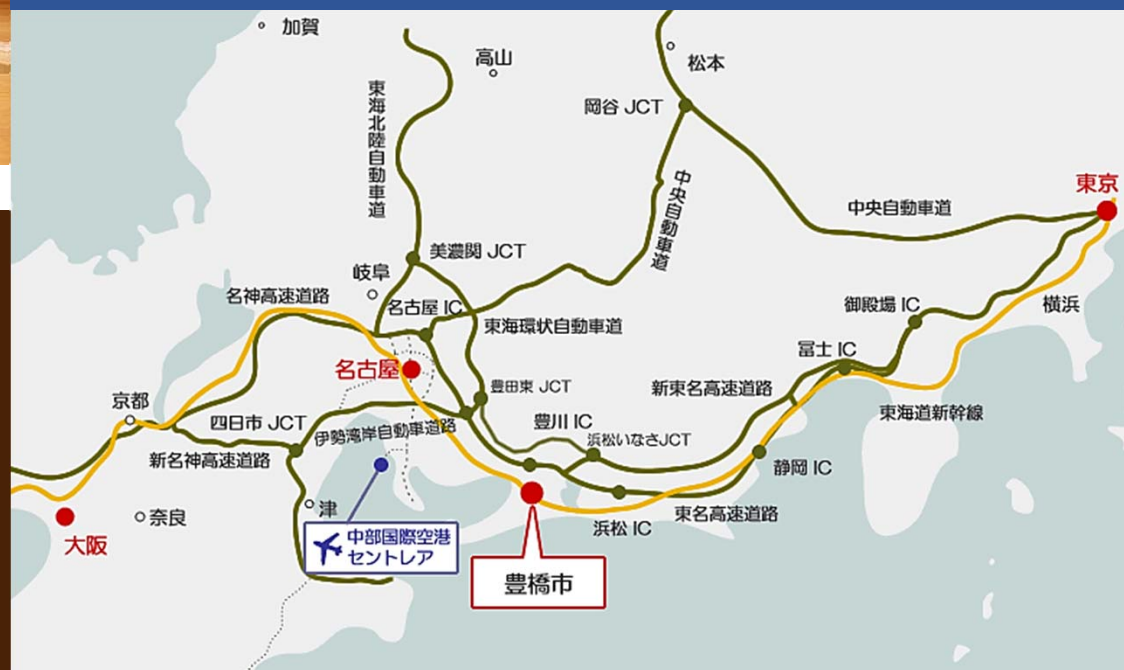 加賀
高山
松本
岡谷 JCT
東海北陸自動車道
中央自動車道
東京
中央自動車道
美濃関 JCT
岐阜
名神高速道路
名古屋 IC
東海環状自動車道
御殿場 IC
横浜
冨士 IC
名古屋
豊田東 JCT
新東名高速道路
京都
四日市 JCT
伊勢湾岸自動車道路
豊川 IC
浜松いなさJCT
東海道新幹線
新名神高速道路
静岡 IC
津
奈良
浜松 IC
東名高速道路
大阪
中部国際空港
セントレア
豊橋市